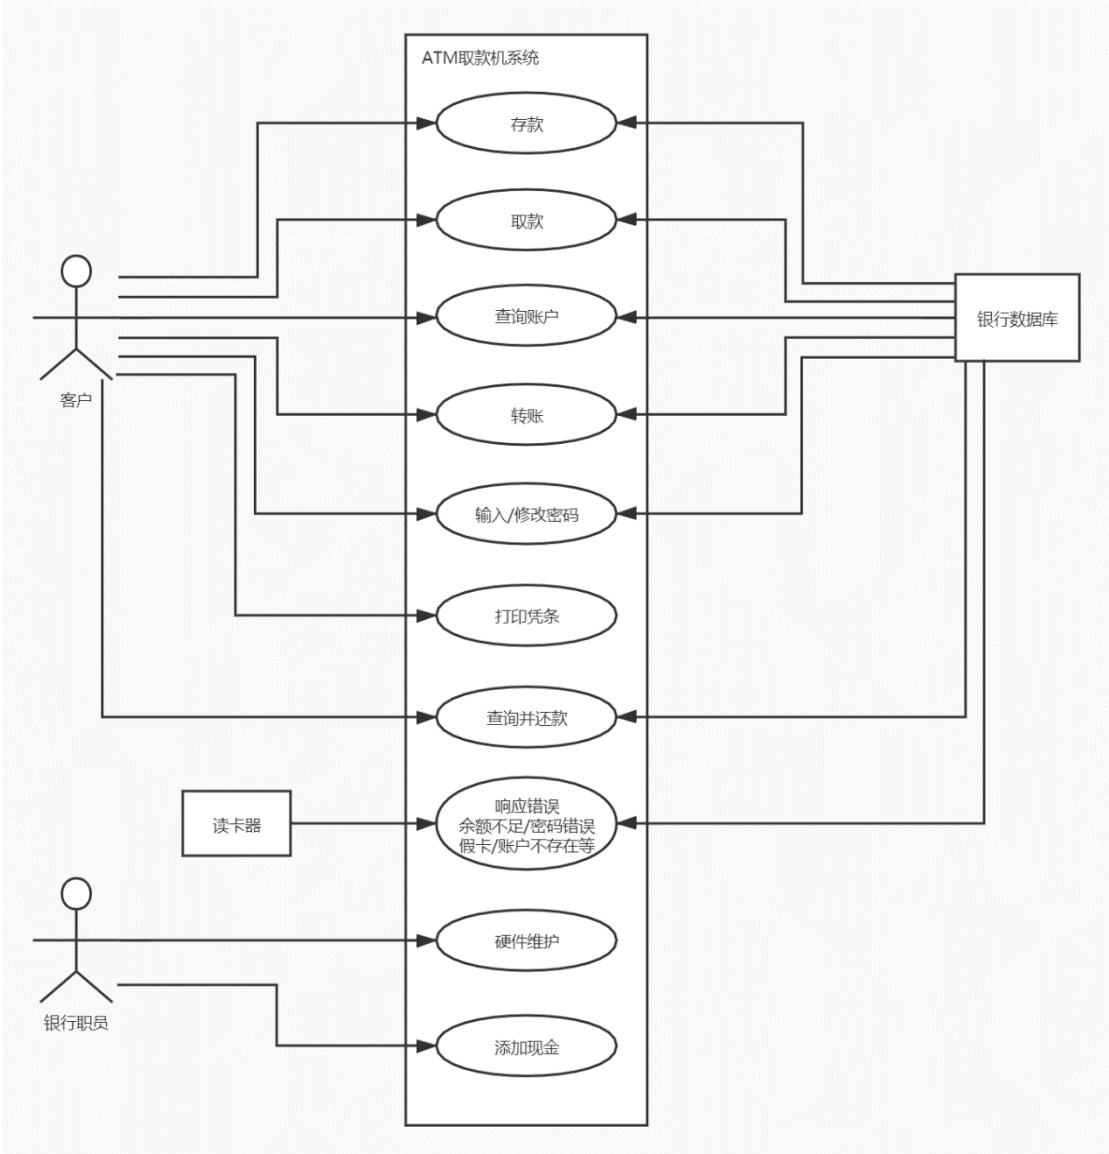 ATM取款机系统
存款
取款
查询账户
银行数据库
客户
转账
输入/修改密码
打印凭条
查询并还款
读卡器
响应错误
余额不足/密码错误
假卡/账户不存在等
硬件维护
银行职员
添加现金